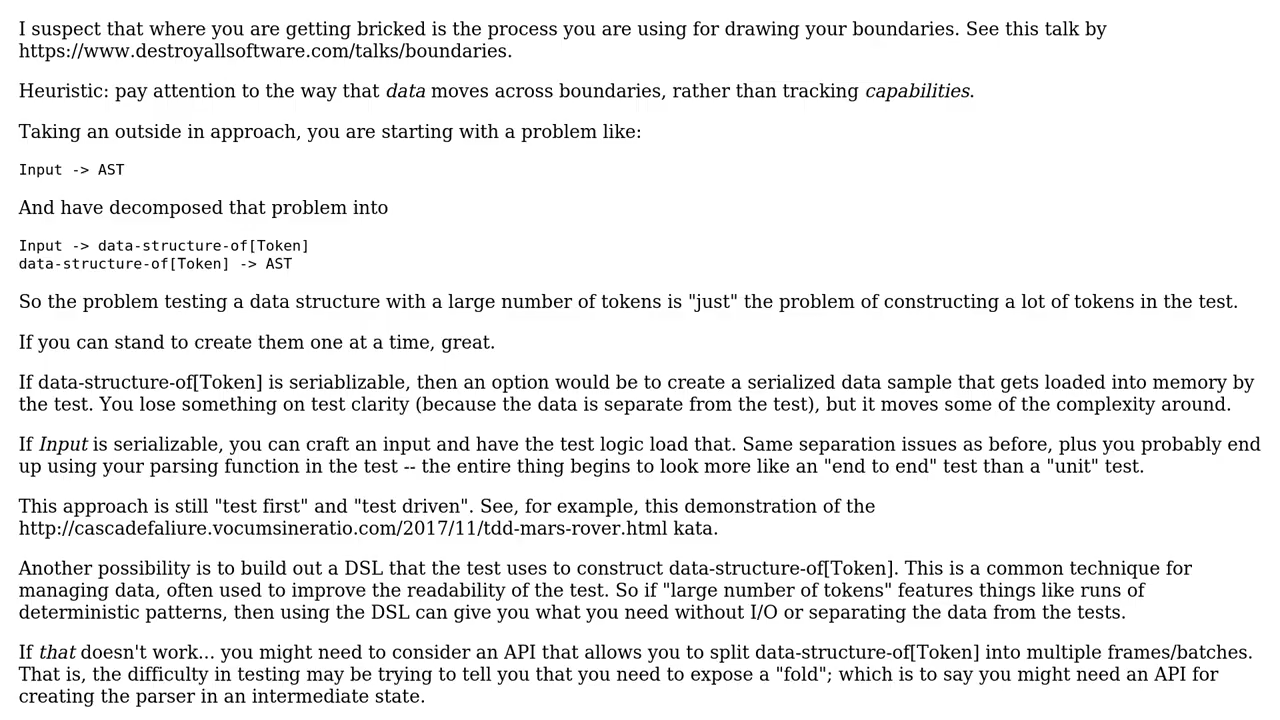 I suspect that where you are getting bricked is the process you are using for drawing your boundaries. See this talk by
https://www.destroyallsoftware.com/talks/boundaries.
Heuristic: pay attention to the way that data moves across boundaries, rather than tracking capabilities.
Taking an outside in approach, you are starting with a problem like:
Input -> AST
And have decomposed that problem into
Input -> data-structure-of[Token]
data-structure-of[Token] -> AST
So the problem testing a data structure with a large number of tokens is "just" the problem of constructing a lot of tokens in the test.
If you can stand to create them one at a time, great.
If data-structure-of[Token] is seriablizable, then an option would be to create a serialized data sample that gets loaded into memory by
the test. You lose something on test clarity (because the data is separate from the test), but it moves some of the complexity around.
If Input is serializable, you can craft an input and have the test logic load that. Same separation issues as before, plus you probably end
up using your parsing function in the test -- the entire thing begins to look more like an "end to end" test than a "unit" test.
This approach is still "test first" and "test driven". See, for example, this demonstration of the
http://cascadefaliure.vocumsineratio.com/2017/11/tdd-mars-rover.html kata.
Another possibility is to build out a DSL that the test uses to construct data-structure-of[Token]. This is a common technique for
managing data, often used to improve the readability of the test. So if "large number of tokens" features things like runs of
deterministic patterns, then using the DSL can give you what you need without I/O or separating the data from the tests.
If that doesn't work... you might need to consider an API that allows you to split data-structure-of[Token] into multiple frames/batches.
That is, the difficulty in testing may be trying to tell you that you need to expose a "fold"; which is to say you might need an API for
creating the parser in an intermediate state.